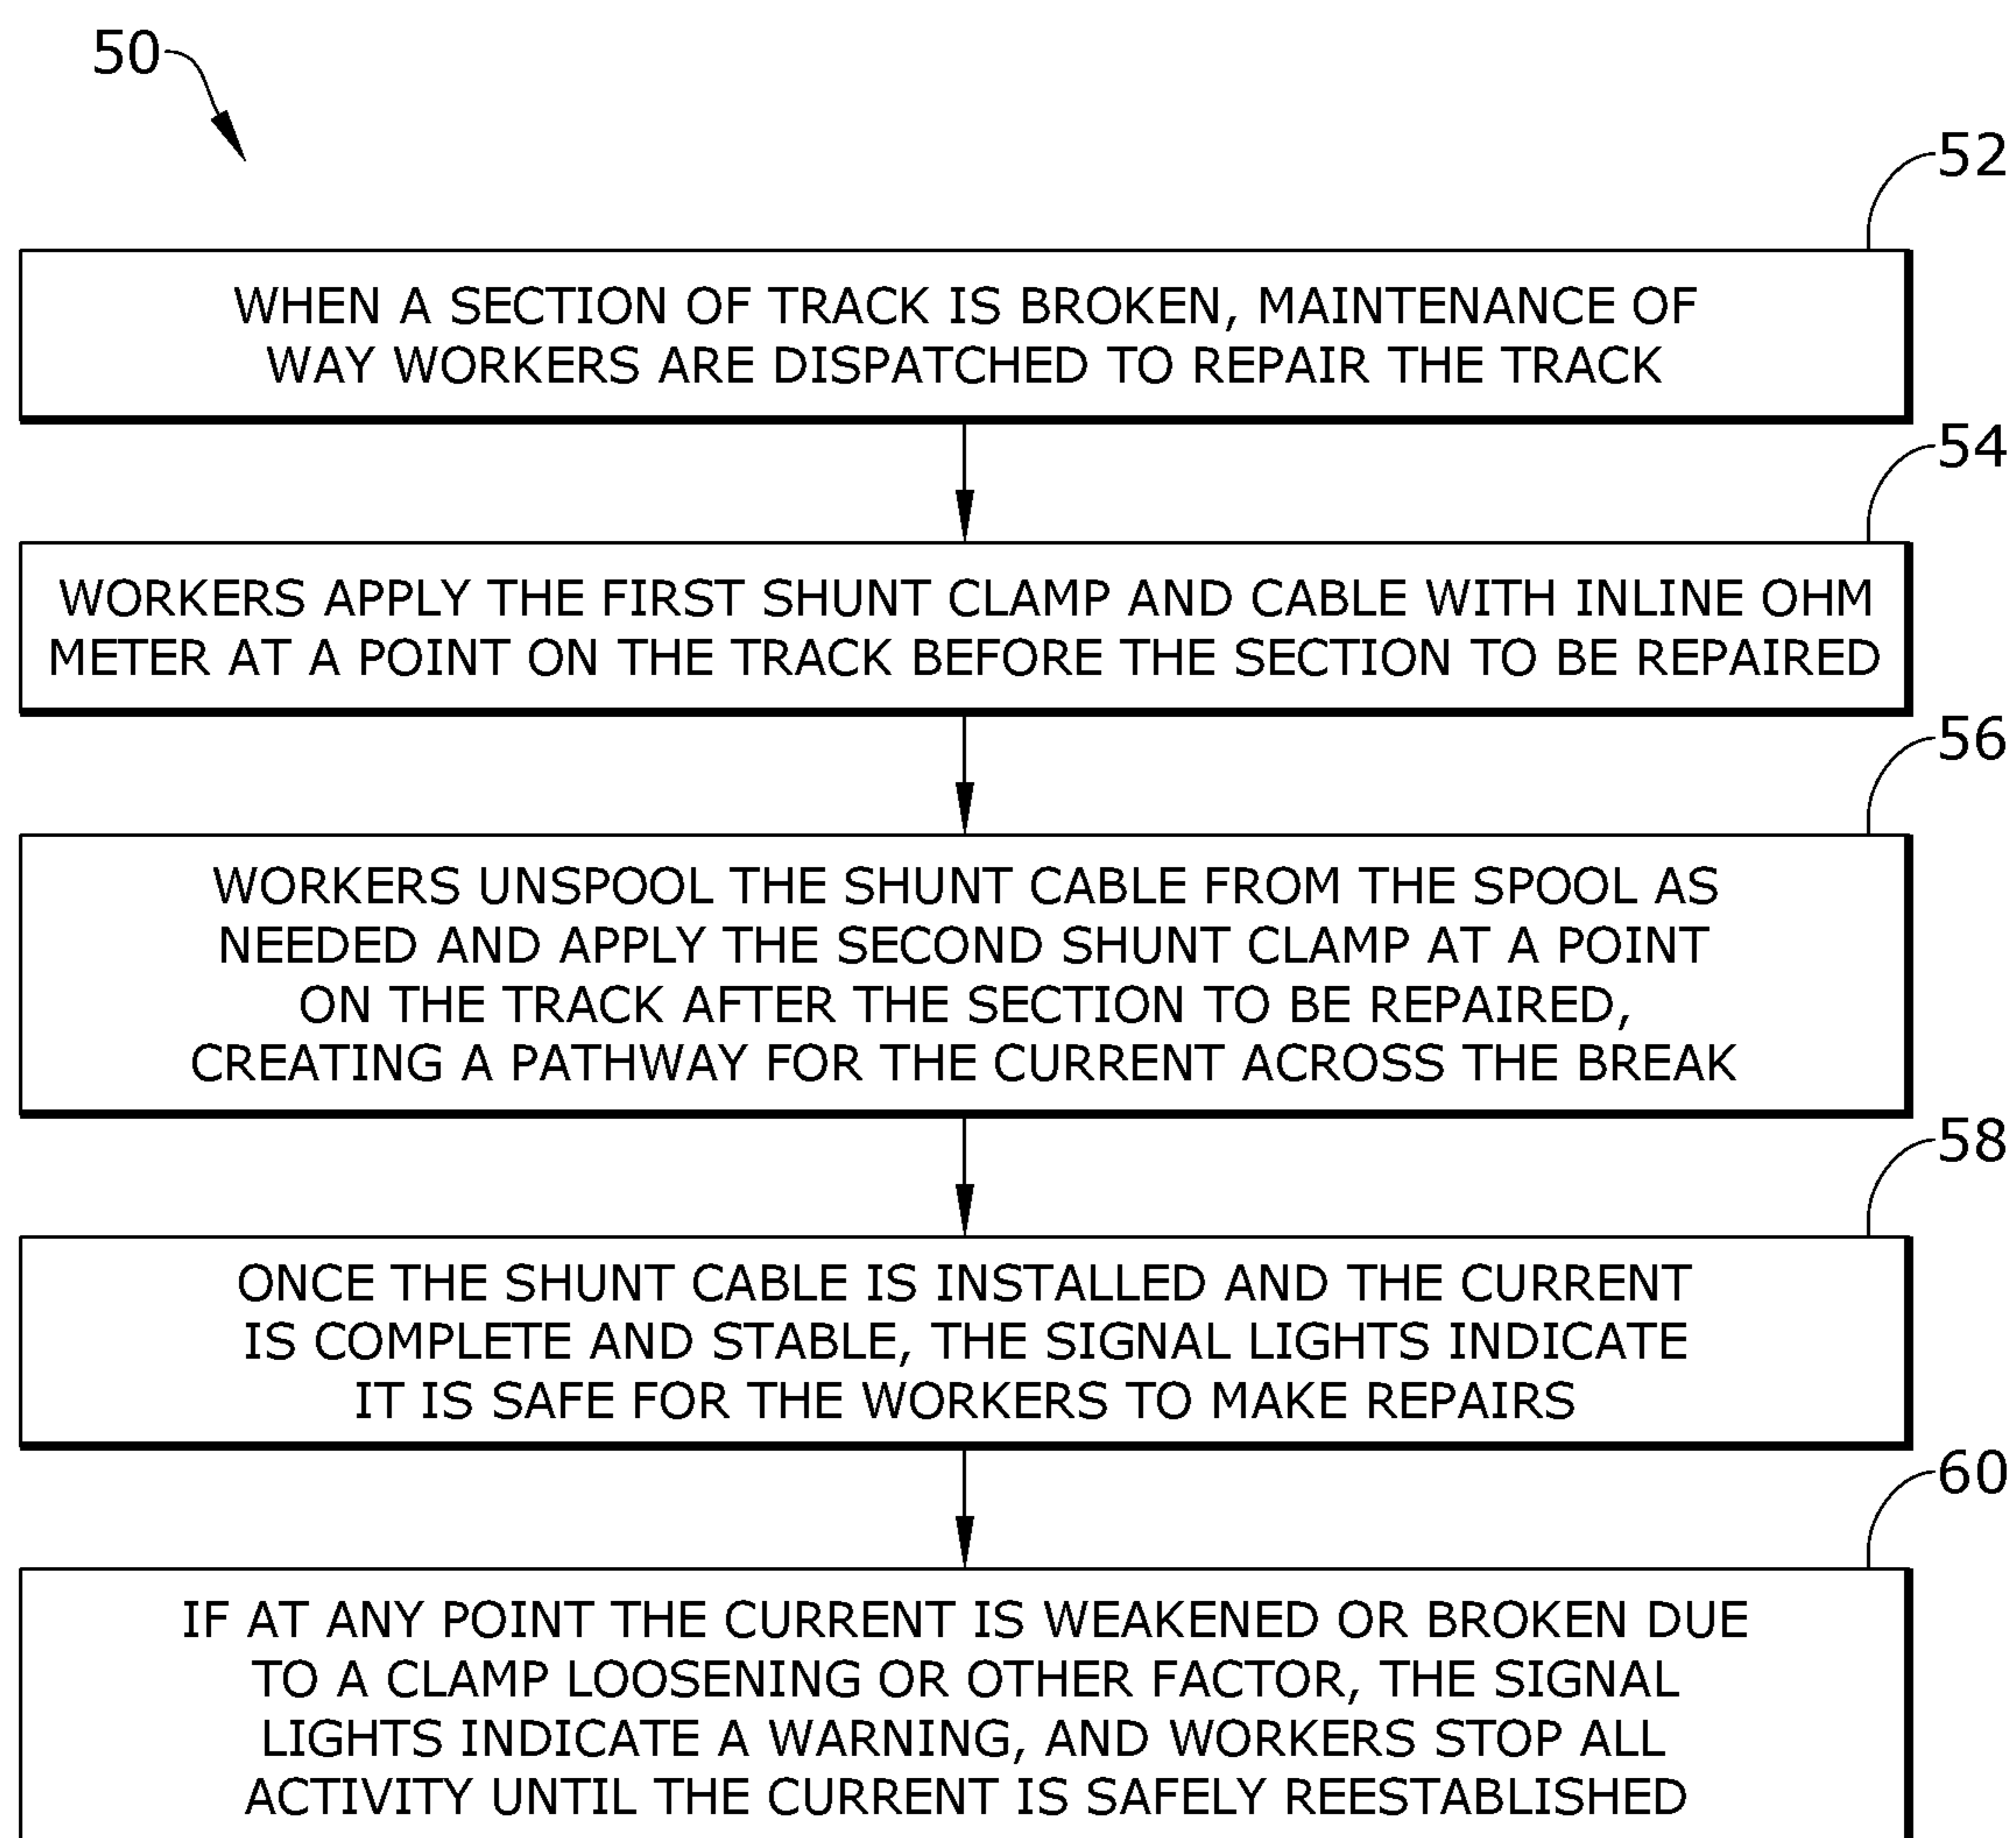 50
52
WHEN A SECTION OF TRACK IS BROKEN, MAINTENANCE OF
WAY WORKERS ARE DISPATCHED TO REPAIR THE TRACK
54
WORKERS APPLY THE FIRST SHUNT CLAMP AND CABLE WITH INLINE OHM
METER AT A POINT ON THE TRACK BEFORE THE SECTION TO BE REPAIRED
56
WORKERS UNSPOOL THE SHUNT CABLE FROM THE SPOOL AS
NEEDED AND APPLY THE SECOND SHUNT CLAMP AT A POINT
ON THE TRACK AFTER THE SECTION TO BE REPAIRED,
CREATING A PATHWAY FOR THE CURRENT ACROSS THE BREAK
58
ONCE THE SHUNT CABLE IS INSTALLED AND THE CURRENT
IS COMPLETE AND STABLE, THE SIGNAL LIGHTS INDICATE
IT IS SAFE FOR THE WORKERS TO MAKE REPAIRS
60
IF AT ANY POINT THE CURRENT IS WEAKENED OR BROKEN DUE
TO A CLAMP LOOSENING OR OTHER FACTOR, THE SIGNAL
LIGHTS INDICATE A WARNING, AND WORKERS STOP ALL
ACTIVITY UNTIL THE CURRENT IS SAFELY REESTABLISHED